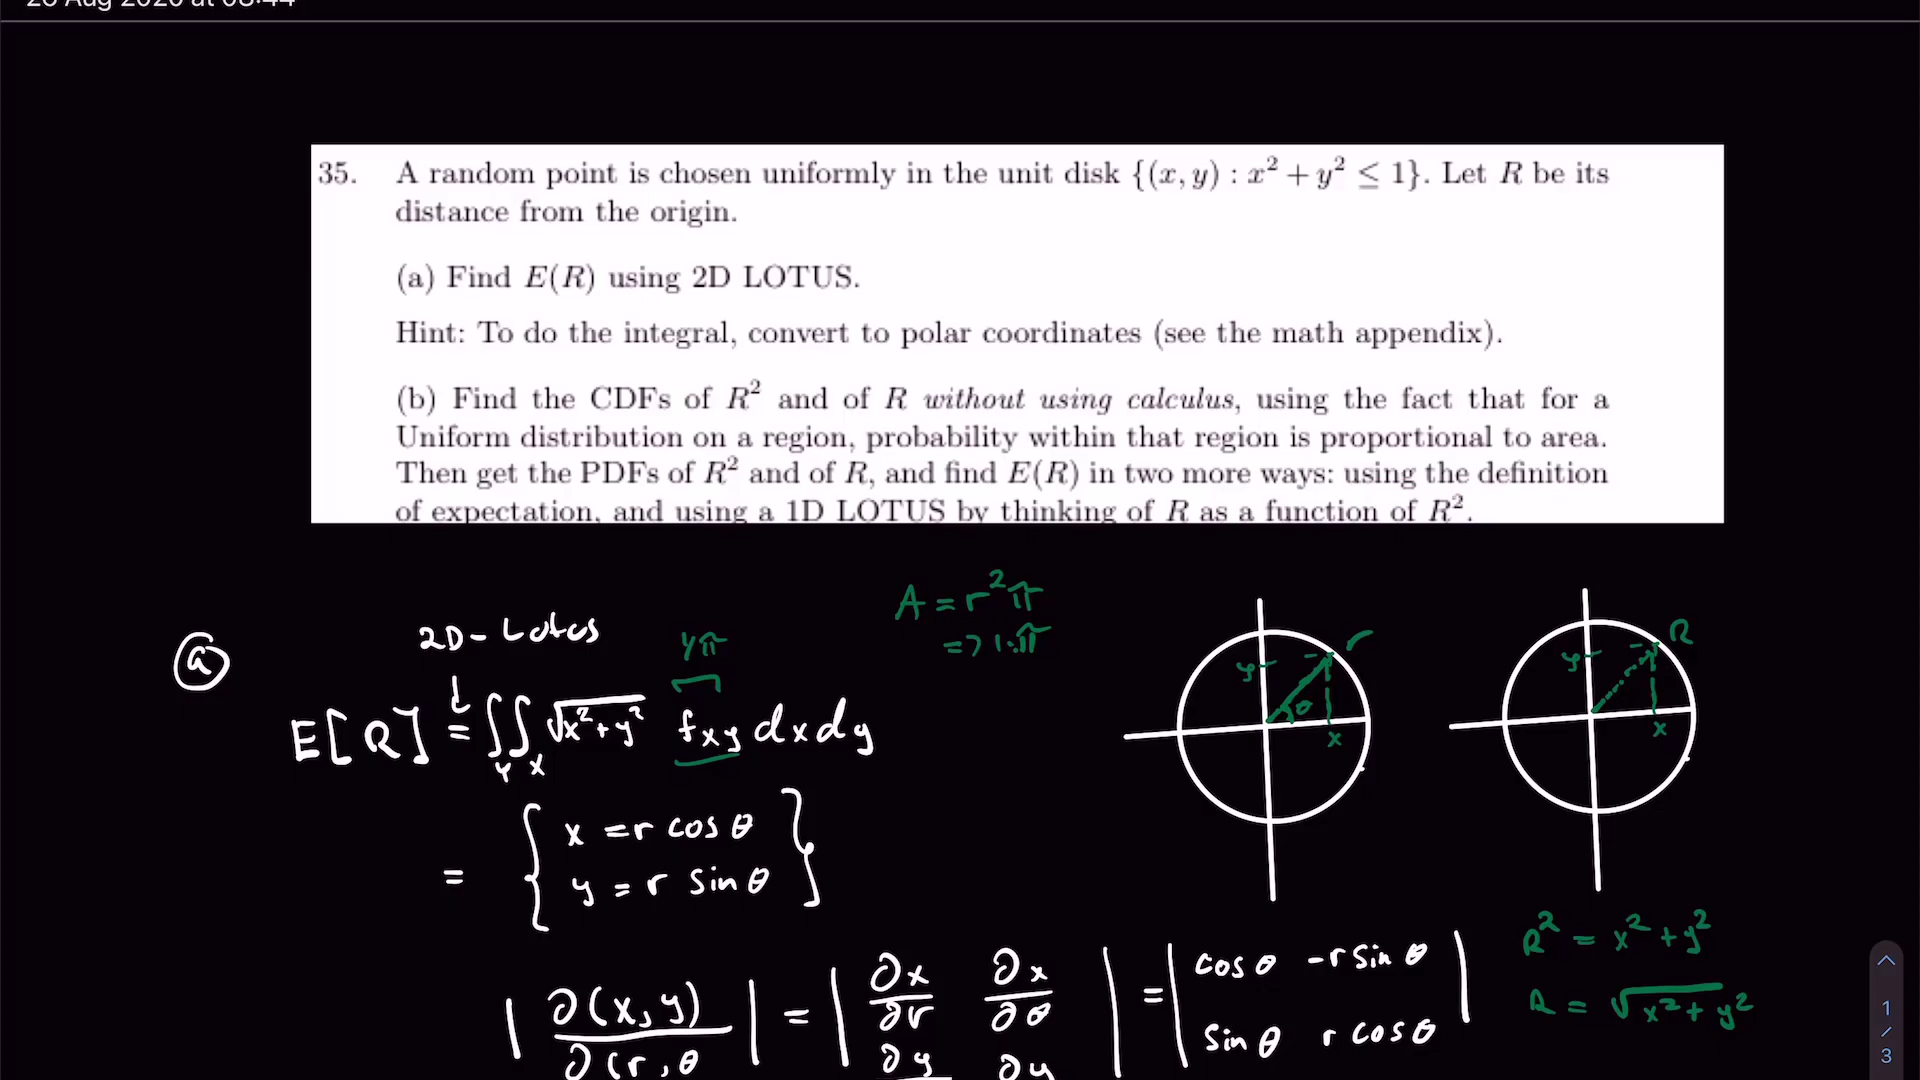 35. A random point is chosen uniformly in the unit disk {(x, y) : x² + y² ≤ 1}. Let R be its
distance from the origin.
(a) Find E(R) using 2D LOTUS.
Hint: To do the integral, convert to polar coordinates (see the math appendix).
(b) Find the CDFs of R² and of R without using calculus, using the fact that for a
Uniform distribution on a region, probability within that region is proportional to area.
Then get the PDFs of R² and of R, and find E(R) in two more ways: using the definition
of expectation, and using a 1D LOTUS by thinking of R as a function of R².
A = r²π
=> 1·π
(a) 2D- Lotus
↓
E[R] = ∫∫ √x²+y² fxy dxdy
Y X
= { x = r cos θ
y = r sin θ }
y r θ x
y R x
R² = x² + y²
R = √x² + y²
| ∂(x,y) / ∂(r,θ | = | ∂x/∂r ∂x/∂θ | = | cos θ -r sin θ |
∂y ∂y
sin θ r cos θ
1
/
3